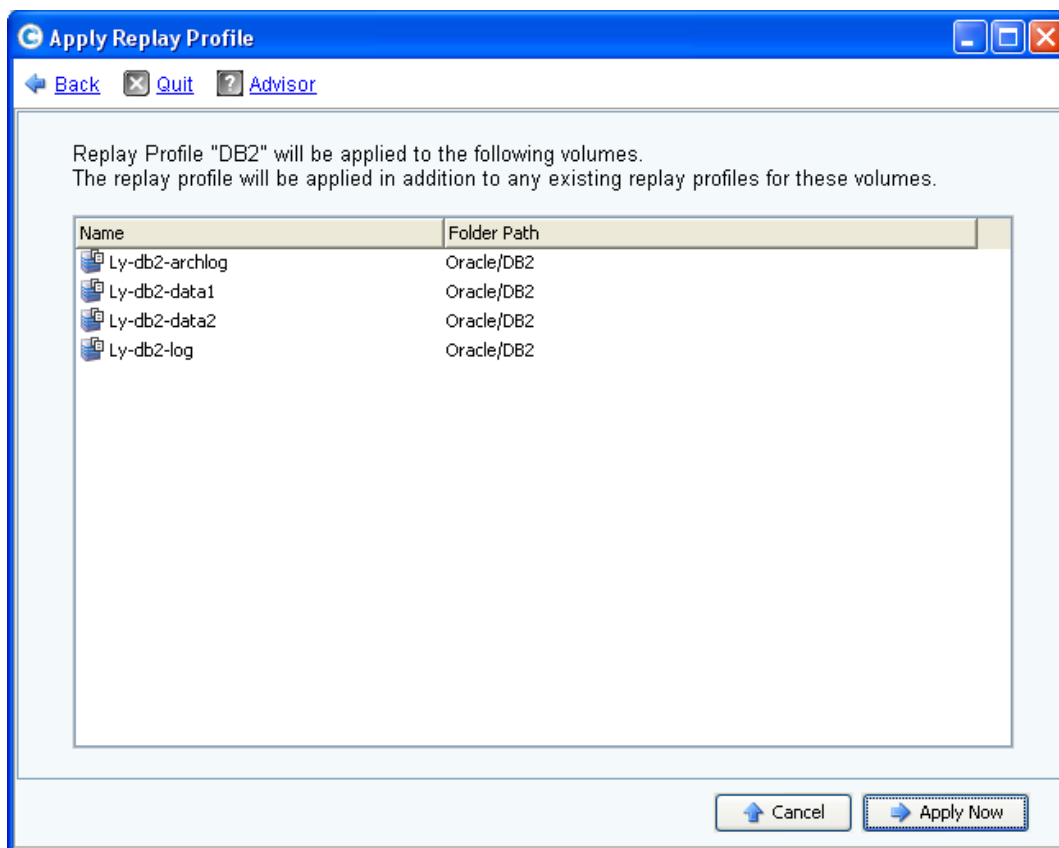 Apply Replay Profile
Back Quit Advisor
Replay Profile "DB2" will be applied to the following volumes.
The replay profile will be applied in addition to any existing replay profiles for these volumes.
Name Folder Path
Ly-db2-archlog Oracle/DB2
Ly-db2-data1 Oracle/DB2
Ly-db2-data2 Oracle/DB2
Ly-db2-log Oracle/DB2
Cancel Apply Now